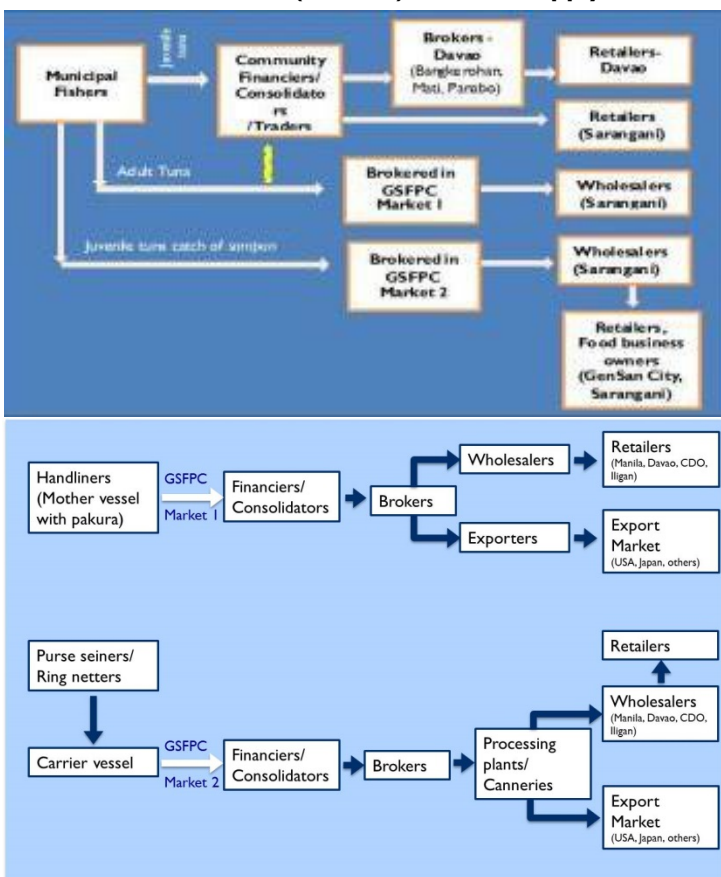 Juvenile
tuna
Municipal
Fishers
Community
Financiers/
Consolidato
rs
/Traders
Brokers -
Davao
(Bangkerohan,
Mati, Panabo)
Retailers-
Davao
Retailers
(Sarangani)
Adult Tuna
Brokered in
GSFPC
Market 1
Wholesalers
(Sarangani)
Juvenile tuna catch of
Brokered in
GSFPC
Market 2
Wholesalers
(Sarangani)
Retailers,
Food business
owners
(GenSan City,
Sarangani)
Handliners
(Mother vessel
with pakura)
GSFPC
Market 1
Financiers/
Consolidators
Brokers
Wholesalers
Retailers
(Manila, Davao, CDO,
Iligan)
Exporters
Export
Market
(USA, Japan, others)
Purse seiners/
Ring netters
Carrier vessel
GSFPC
Market 2
Financiers/
Consolidators
Brokers
Processing
plants/
Canneries
Retailers
Wholesalers
(Manila, Davao, CDO,
Iligan)
Export
Market
(USA, Japan, others)